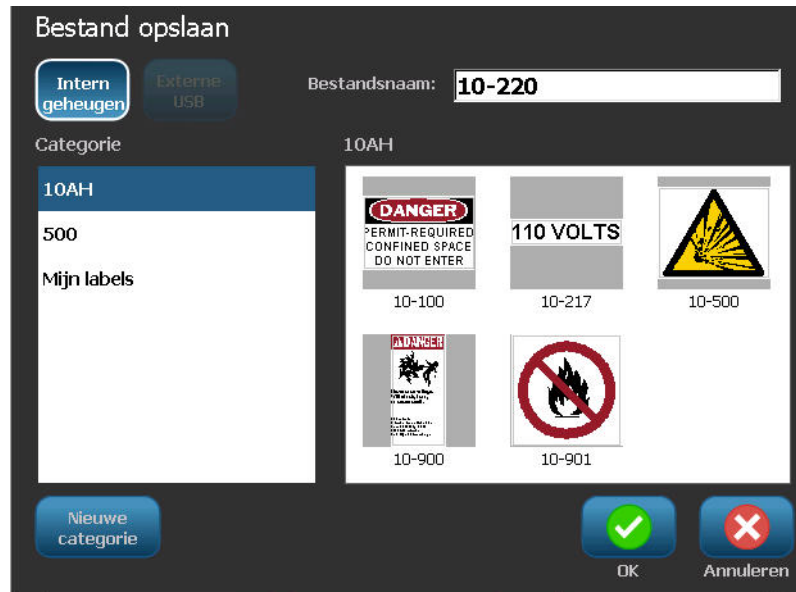 Bestand opslaan
Intern
geheugen
Externe
USB
Bestandsnaam:
10-220
Categorie
10AH
10AH
500
Mijn labels
DANGER
PERMIT-REQUIRED
CONFINED SPACE
DO NOT ENTER
10-100
110 VOLTS
10-217
10-500
DANGER
10-900
10-901
Nieuwe
categorie
OK
Annuleren